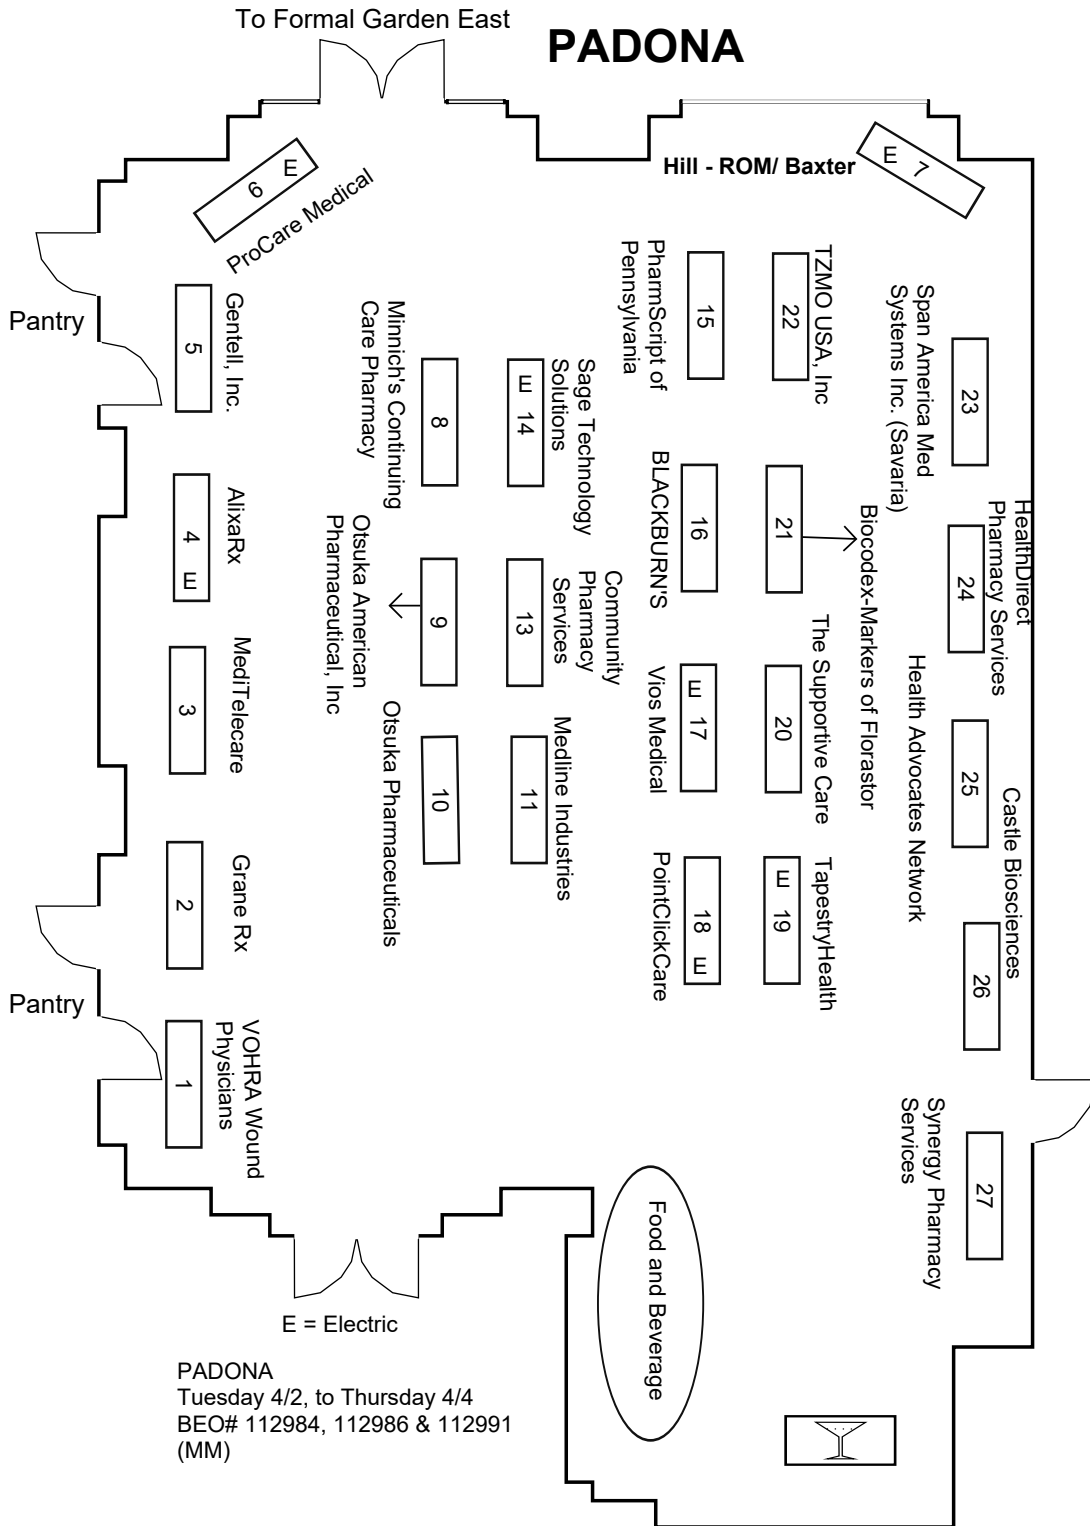 To Formal Garden East
PADONA
6 E
ProCare Medical
Hill - ROM/ Baxter
E 7
Pantry
5
Gentell, Inc.
4 E
AlixaRx
3
MediTelecare
2
Grane Rx
Pantry
1
VOHRA Wound
Physicians
8
Minnich's Continuing
Care Pharmacy
E 14
Sage Technology
Solutions
9
Otsuka American
Pharmaceutical, Inc
13
Community
Pharmacy
Services
10
Otsuka Pharmaceuticals
11
Medline Industries
15
PharmScript of
Pennsylvania
22
TZMO USA, Inc
16
BLACKBURN'S
21
Biocodex-Markers of Florastor
E 17
Vios Medical
20
The Supportive Care
18 E
PointClickCare
E 19
TapestryHealth
23
Span America Med
Systems Inc. (Savaria)
24
HealthDirect
Pharmacy Services
25
Health Advocates Network
26
Castle Biosciences
27
Synergy Pharmacy
Services
Food and Beverage
E = Electric
PADONA
Tuesday 4/2, to Thursday 4/4
BEO# 112984, 112986 & 112991
(MM)